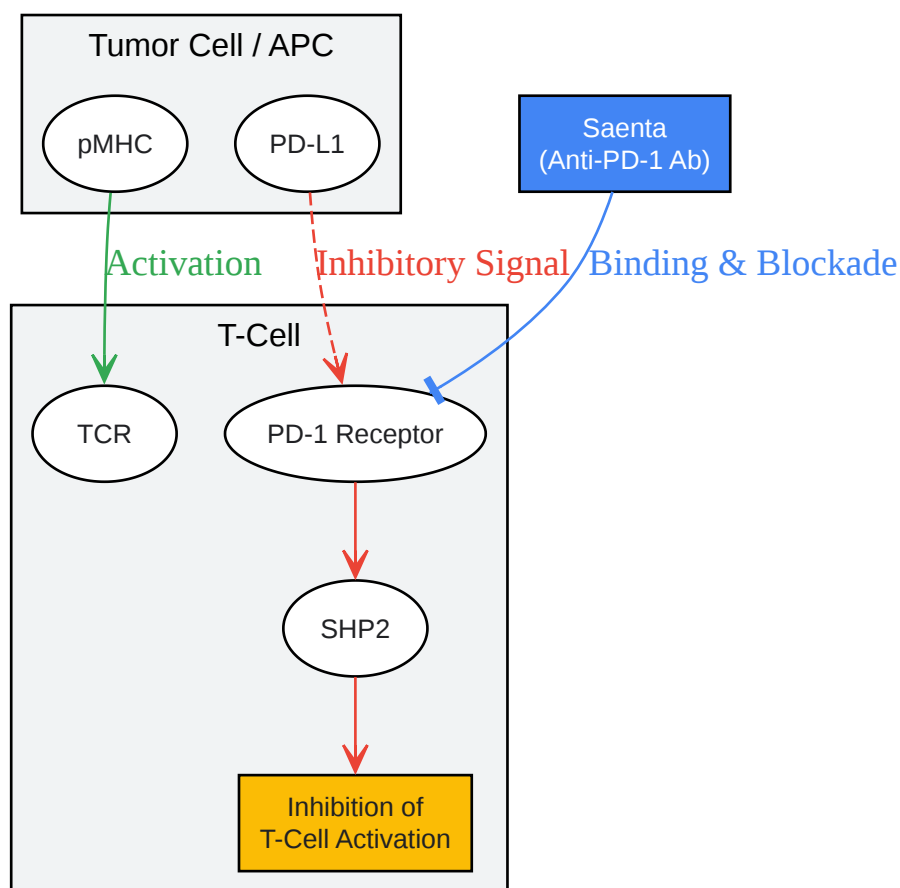 Tumor Cell / APC
pMHC
PD-L1
Saenta
(Anti-PD-1 Ab)
Activation
Inhibitory Signal
Binding & Blockade
T-Cell
TCR
PD-1 Receptor
SHP2
Inhibition of
T-Cell Activation